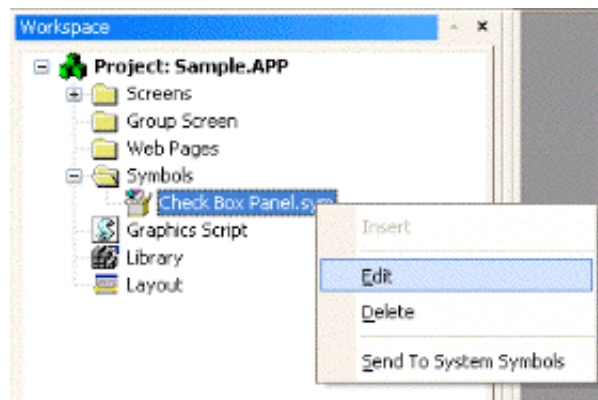 Workspace
Project: Sample.APP
Screens
Group Screen
Web Pages
Symbols
Check Box Panel.sym
Graphics Script
Library
Layout
Insert
Edit
Delete
Send To System Symbols